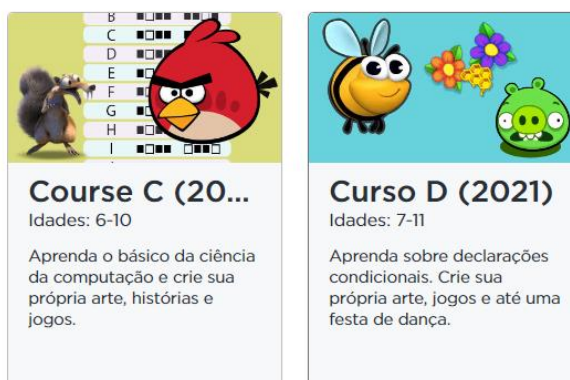 B
C
D
E
F
G
H
I
Course C (20...
Idades: 6-10
Aprenda o básico da ciência
da computação e crie sua
própria arte, histórias e
jogos.
Curso D (2021)
Idades: 7-11
Aprenda sobre declarações
condicionais. Crie sua
própria arte, jogos e até uma
festa de dança.